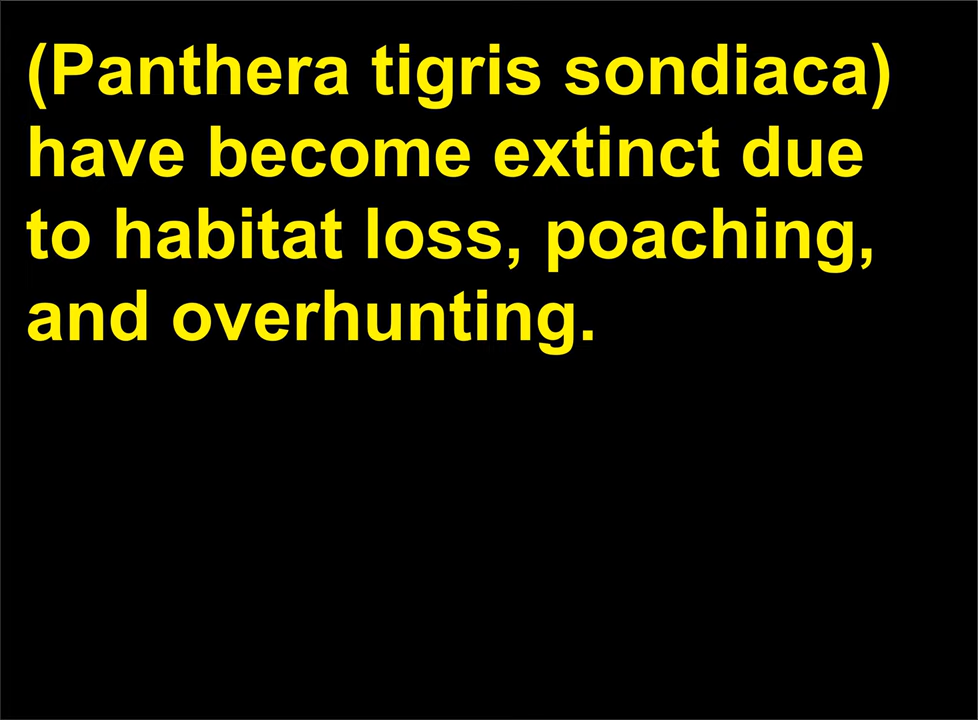 (Panthera tigris sondiaca)
have become extinct due
to habitat loss, poaching,
and overhunting.